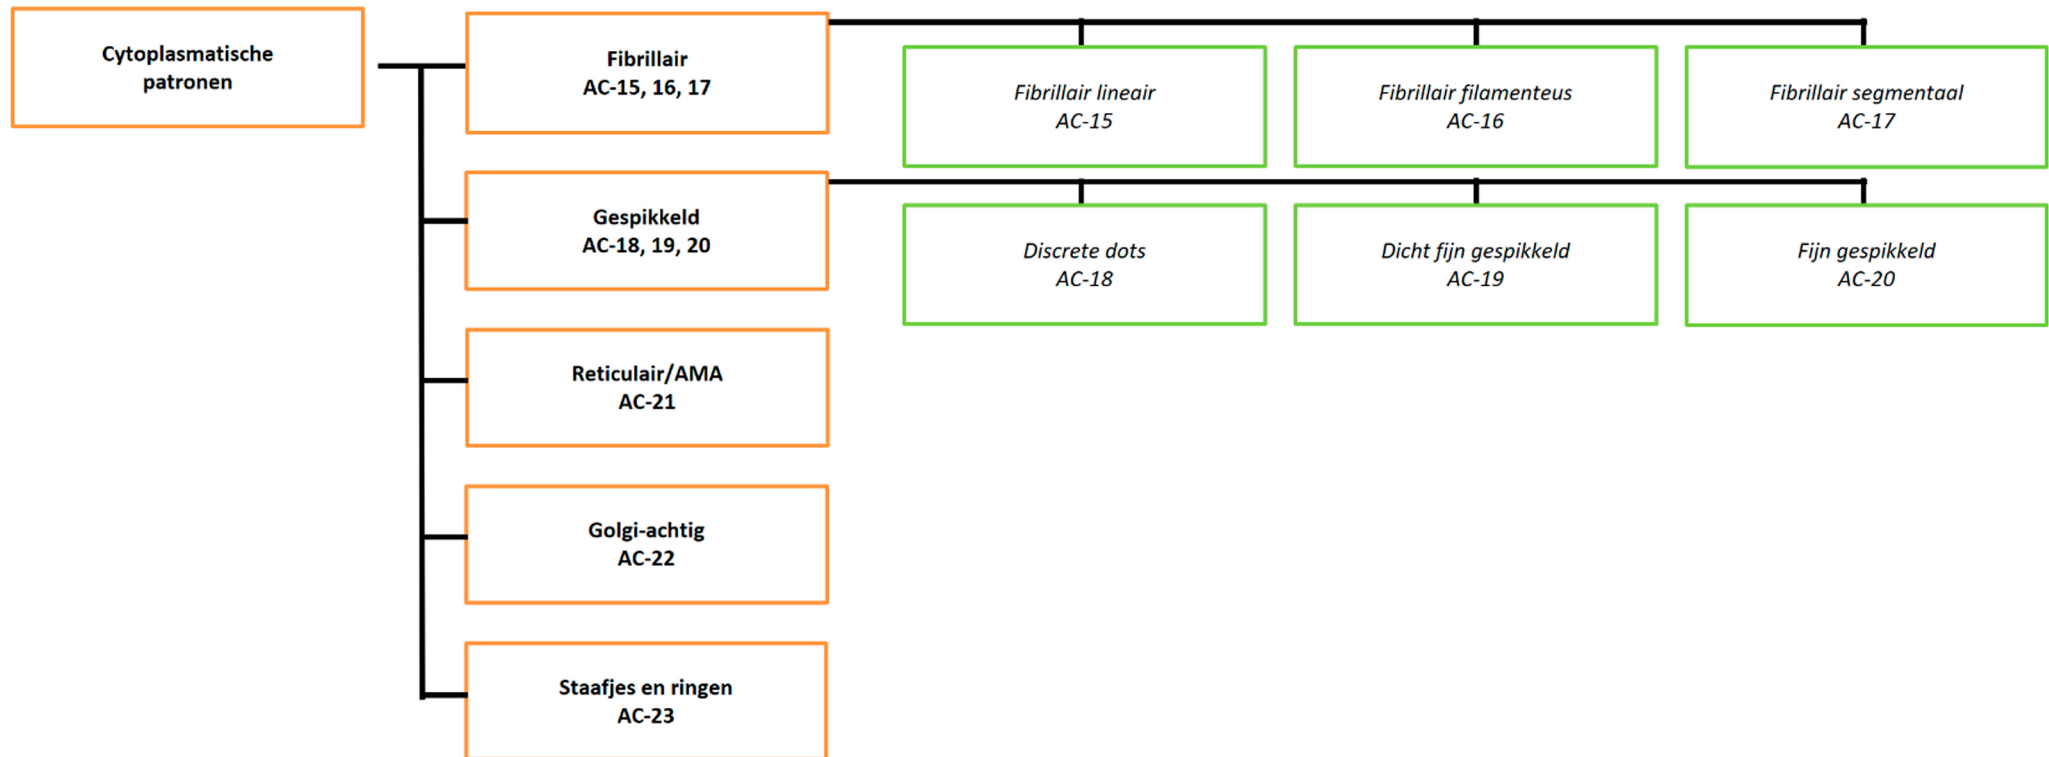 Cytoplasmatische
patronen
Fibrillair
AC-15, 16, 17
Fibrillair lineair
AC-15
Fibrillair filamenteus
AC-16
Fibrillair segmentaal
AC-17
Gespikkeld
AC-18, 19, 20
Discrete dots
AC-18
Dicht fijn gespikkeld
AC-19
Fijn gespikkeld
AC-20
Reticulair/AMA
AC-21
Golgi-achtig
AC-22
Staafjes en ringen
AC-23